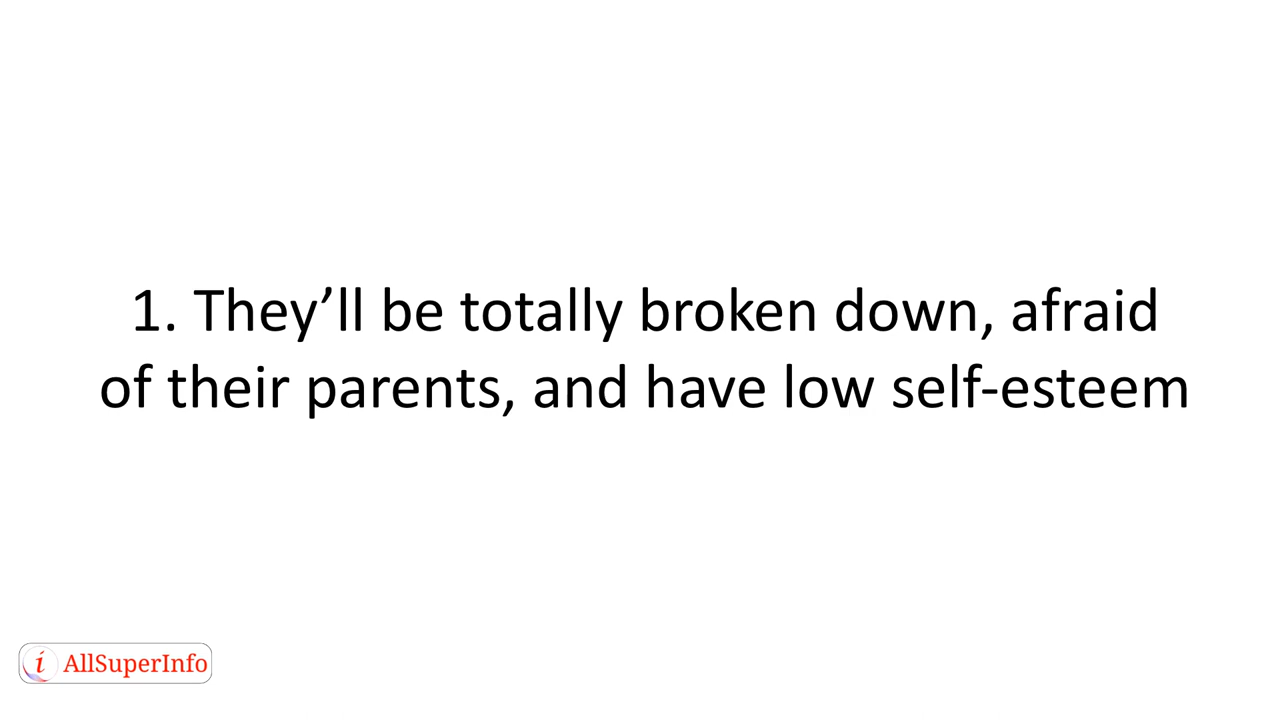 1. They’ll be totally broken down, afraid
of their parents, and have low self-esteem
i AllSuperInfo